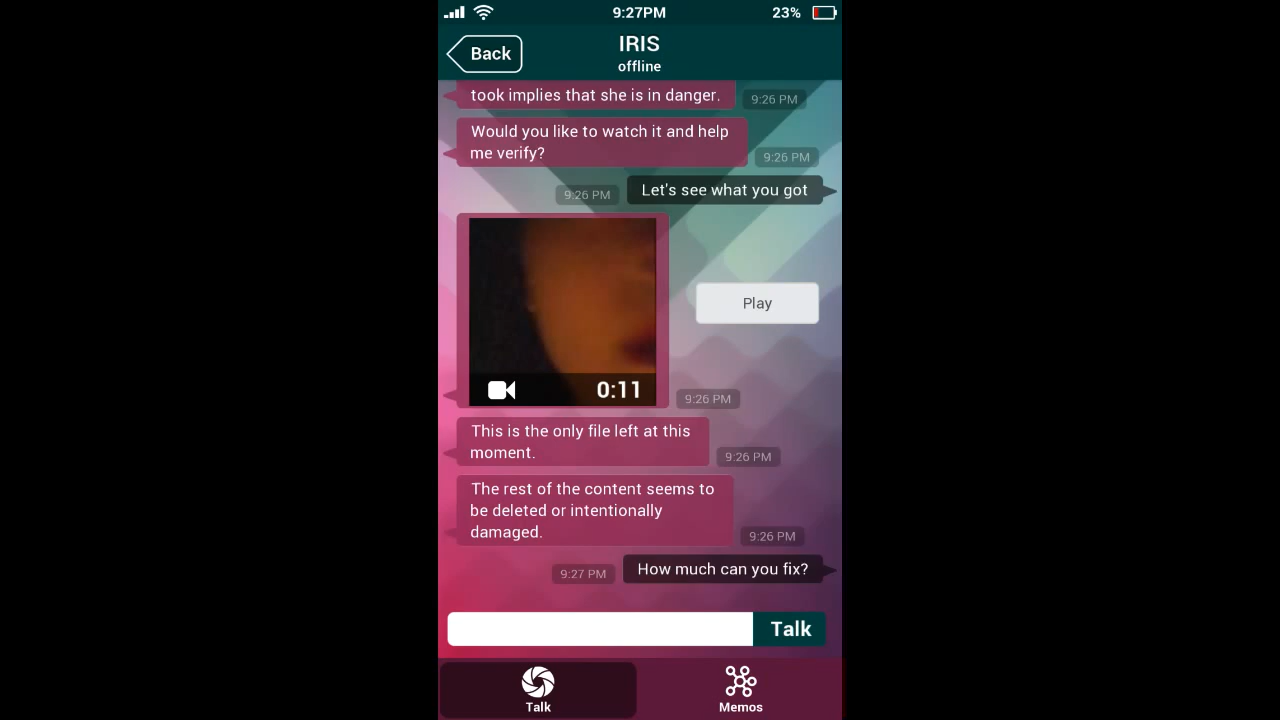 9:27PM
23%
Back
IRIS
offline
took implies that she is in danger.
9:26 PM
Would you like to watch it and help
me verify?
9:26 PM
9:26 PM
Let's see what you got
Play
0:11
9:26 PM
This is the only file left at this
moment.
9:26 PM
The rest of the content seems to
be deleted or intentionally
damaged.
9:26 PM
9:27 PM
How much can you fix?
Talk
Talk
Memos